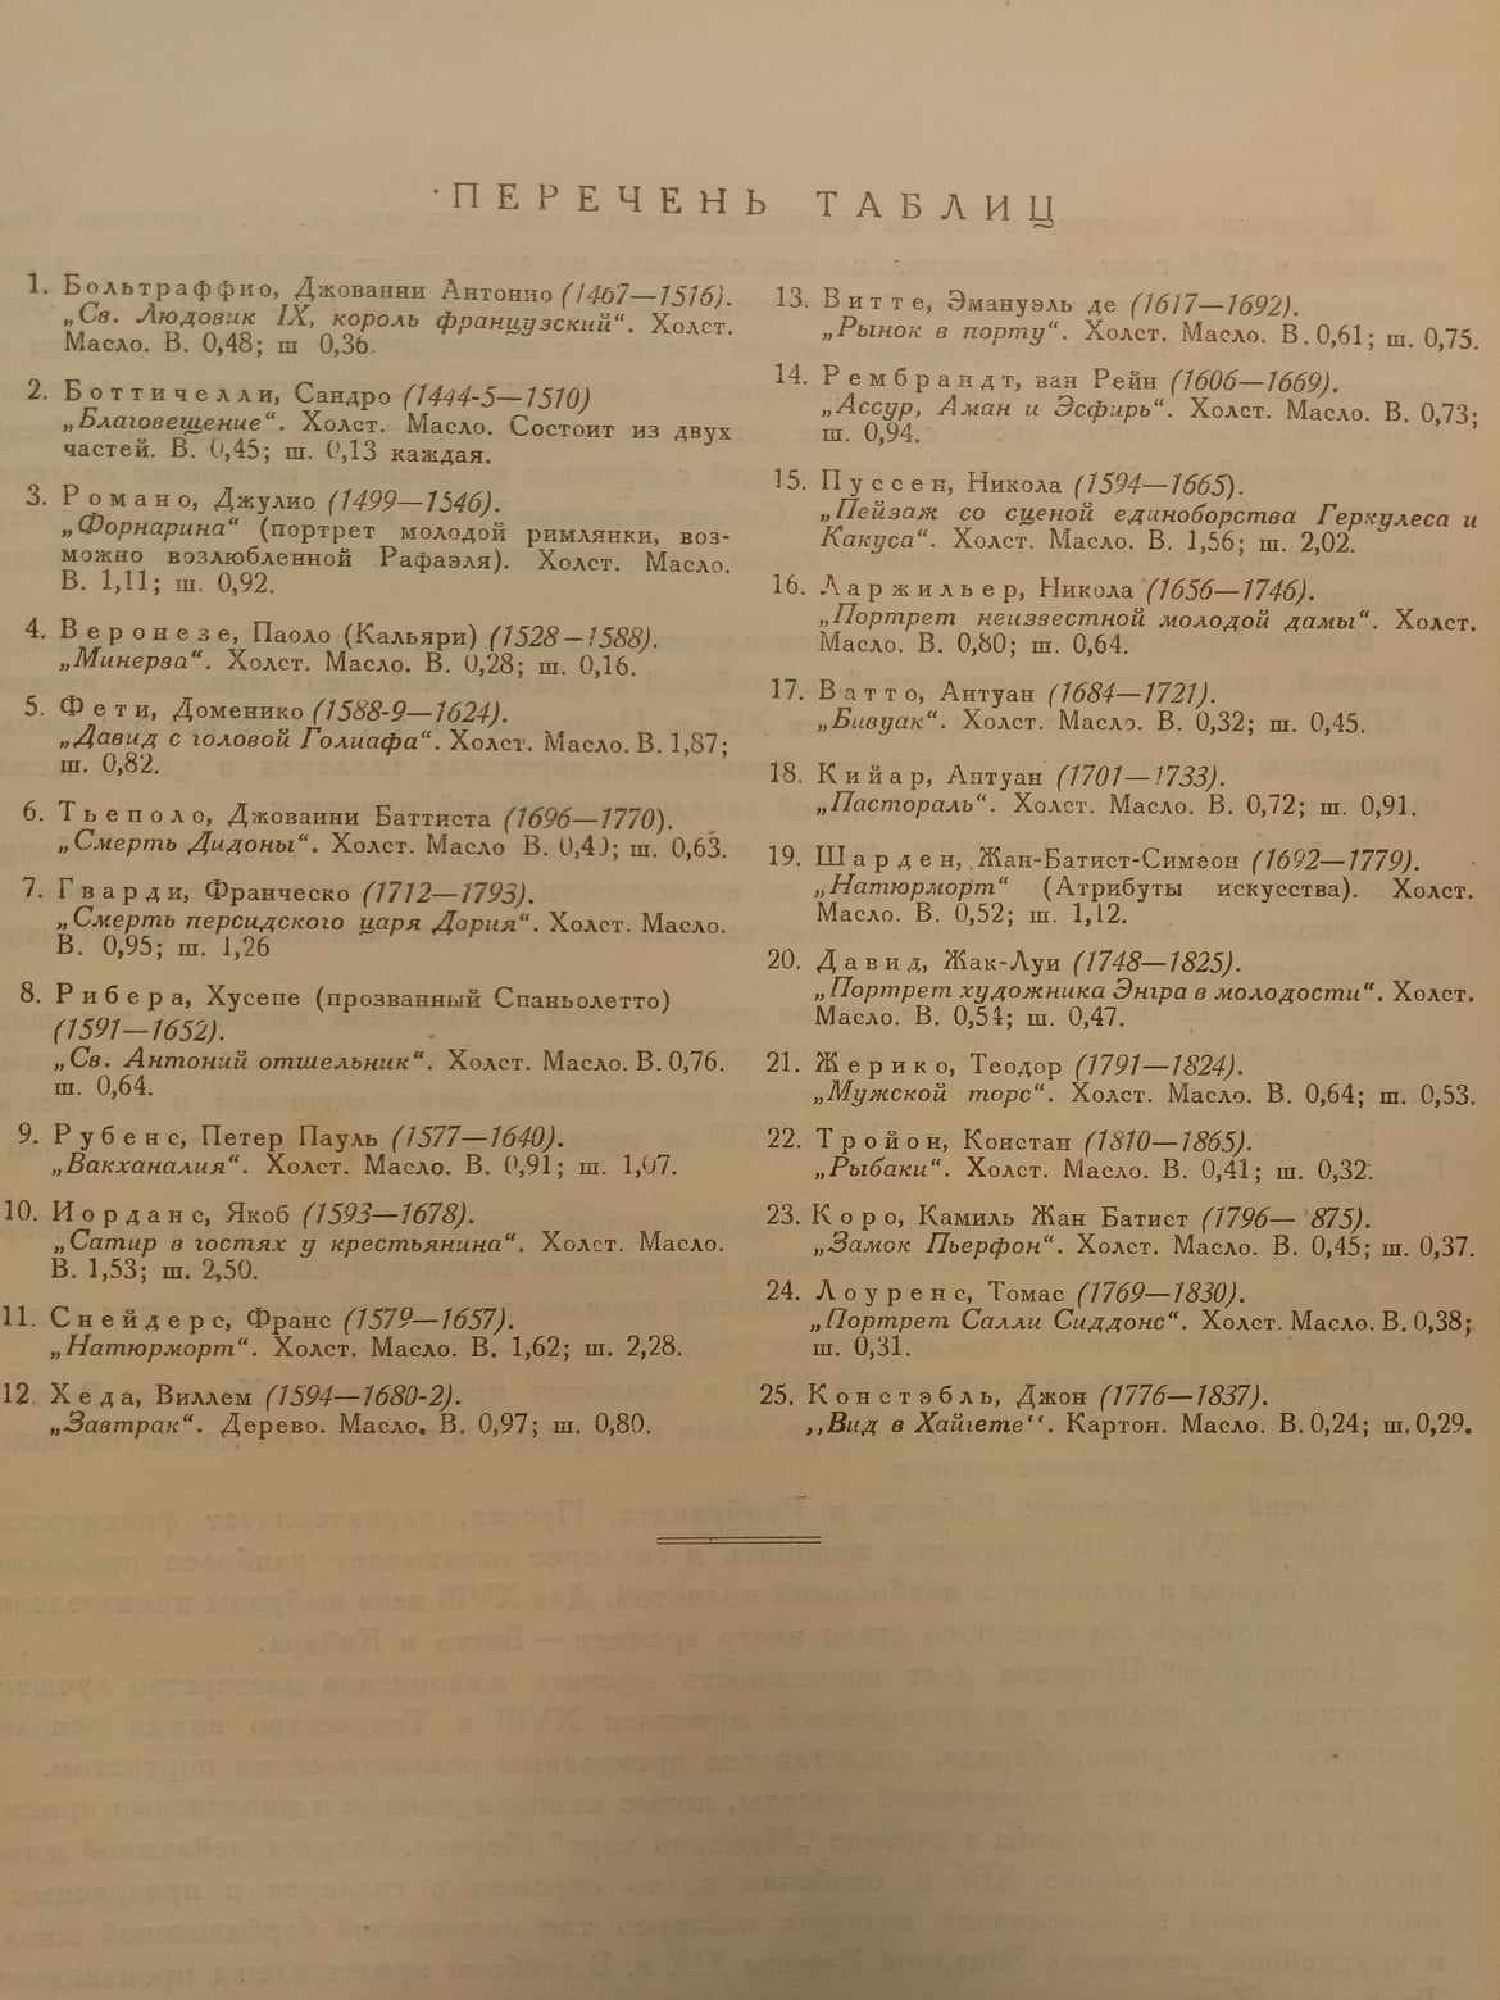 ПЕРЕЧЕНЬ ТАБЛИЦ
1. Больтраффио, Джованни Антонио (1467—1516).
„Св. Людовик IX, король французский“. Холст.
Масло. В. 0,48; ш 0,36.
2. Боттичелли, Сандро (1444-5—1510)
„Благовещение“. Холст. Масло. Состоит из двух
частей. В. 0,45; ш. 0,13 каждая.
3. Романо, Джулио (1499—1546).
„Форнарина“ (портрет молодой римлянки, воз-
можно возлюбленной Рафаэля). Холст. Масло.
В. 1,11; ш. 0,92.
4. Веронезе, Паоло (Кальяри) (1528—1588).
„Минерва“. Холст. Масло. В. 0,28; ш. 0,16.
5. Фети, Доменико (1588-9—1624).
„Давид с головой Голиафа“. Холст. Масло. В. 1,87;
ш. 0,82.
6. Тьеполо, Джованни Баттиста (1696—1770).
„Смерть Дидоны“. Холст. Масло В. ш. 0,63.
7. Гварди, Франческо (1712—1793).
„Смерть персидского царя Дария“. Холст. Масло.
В. 0,95; ш. 1,26
8. Рибера, Хусепе (прозванный Спаньолетто)
(1591—1652).
„Св. Антоний отшельник“. Холст. Масло. В. 0,76.
ш. 0,64.
9. Рубенс, Петер Пауль (1577—1640).
„Вакханалия“. Холст. Масло. В. 0,91; ш. 1,07.
10. Иорданс, Якоб (1593—1678).
„Сатир в гостях у крестьянина“. Холст. Масло.
В. 1,53; ш. 2,50.
11. Снейдерс, Франс (1579—1657).
„Натюрморт“. Холст. Масло. В. 1,62; ш. 2,28.
12. Хеда, Виллем (1594—1680-2).
„Завтрак“. Дерево. Масло. В. 0,97; ш. 0,80.
13. Витте, Эмануэль де (1617—1692).
„Рынок в порту“. Холст. Масло. В. 0,61; ш. 0,75.
14. Рембрандт, ван Рейн (1606—1669).
„Ассур, Аман и Эсфирь“. Холст. Масло. В. 0,73;
ш. 0,94.
15. Пуссен, Никола (1594—1665).
„Пейзаж со сценой единоборства Геркулеса и
Какуса“. Холст. Масло. В. 1,56; ш. 2,02.
16. Ларжильер, Никола (1656—1746).
„Портрет неизвестной молодой дамы“. Холст.
Масло. В. 0,80; ш. 0,64.
17. Ватто, Антуан (1684—1721).
„Бивуак“. Холст. Масло. В. 0,32; ш. 0,45.
18. Кийар, Антуан (1701—1733).
„Пастораль“. Холст. Масло. В. 0,72; ш. 0,91.
19. Шарден, Жан-Батист-Симеон (1692—1779).
„Натюрморт“ (Атрибуты искусства). Холст.
Масло. В. 0,52; ш. 1,12.
20. Давид, Жак-Луи (1748—1825).
„Портрет художника Энгра в молодости“. Холст.
Масло. В. 0,54; ш. 0,47.
21. Жерико, Теодор (1791—1824).
„Мужской торс“. Холст. Масло. В. 0,64; ш. 0,53.
22. Тройон, Констан (1810—1865).
„Рыбаки“. Холст. Масло. В. 0,41; ш. 0,32.
23. Коро, Камиль Жан Батист (1796— 875).
„Замок Пьерфон“. Холст. Масло. В. 0,45; ш. 0,37.
24. Лоуренс, Томас (1769—1830).
„Портрет Салли Сиддонс“. Холст. Масло. В. 0,38;
ш. 0,31.
25. Констэбль, Джон (1776—1837).
„Вид в Хайгете“. Картон. Масло. В. 0,24; ш. 0,29.